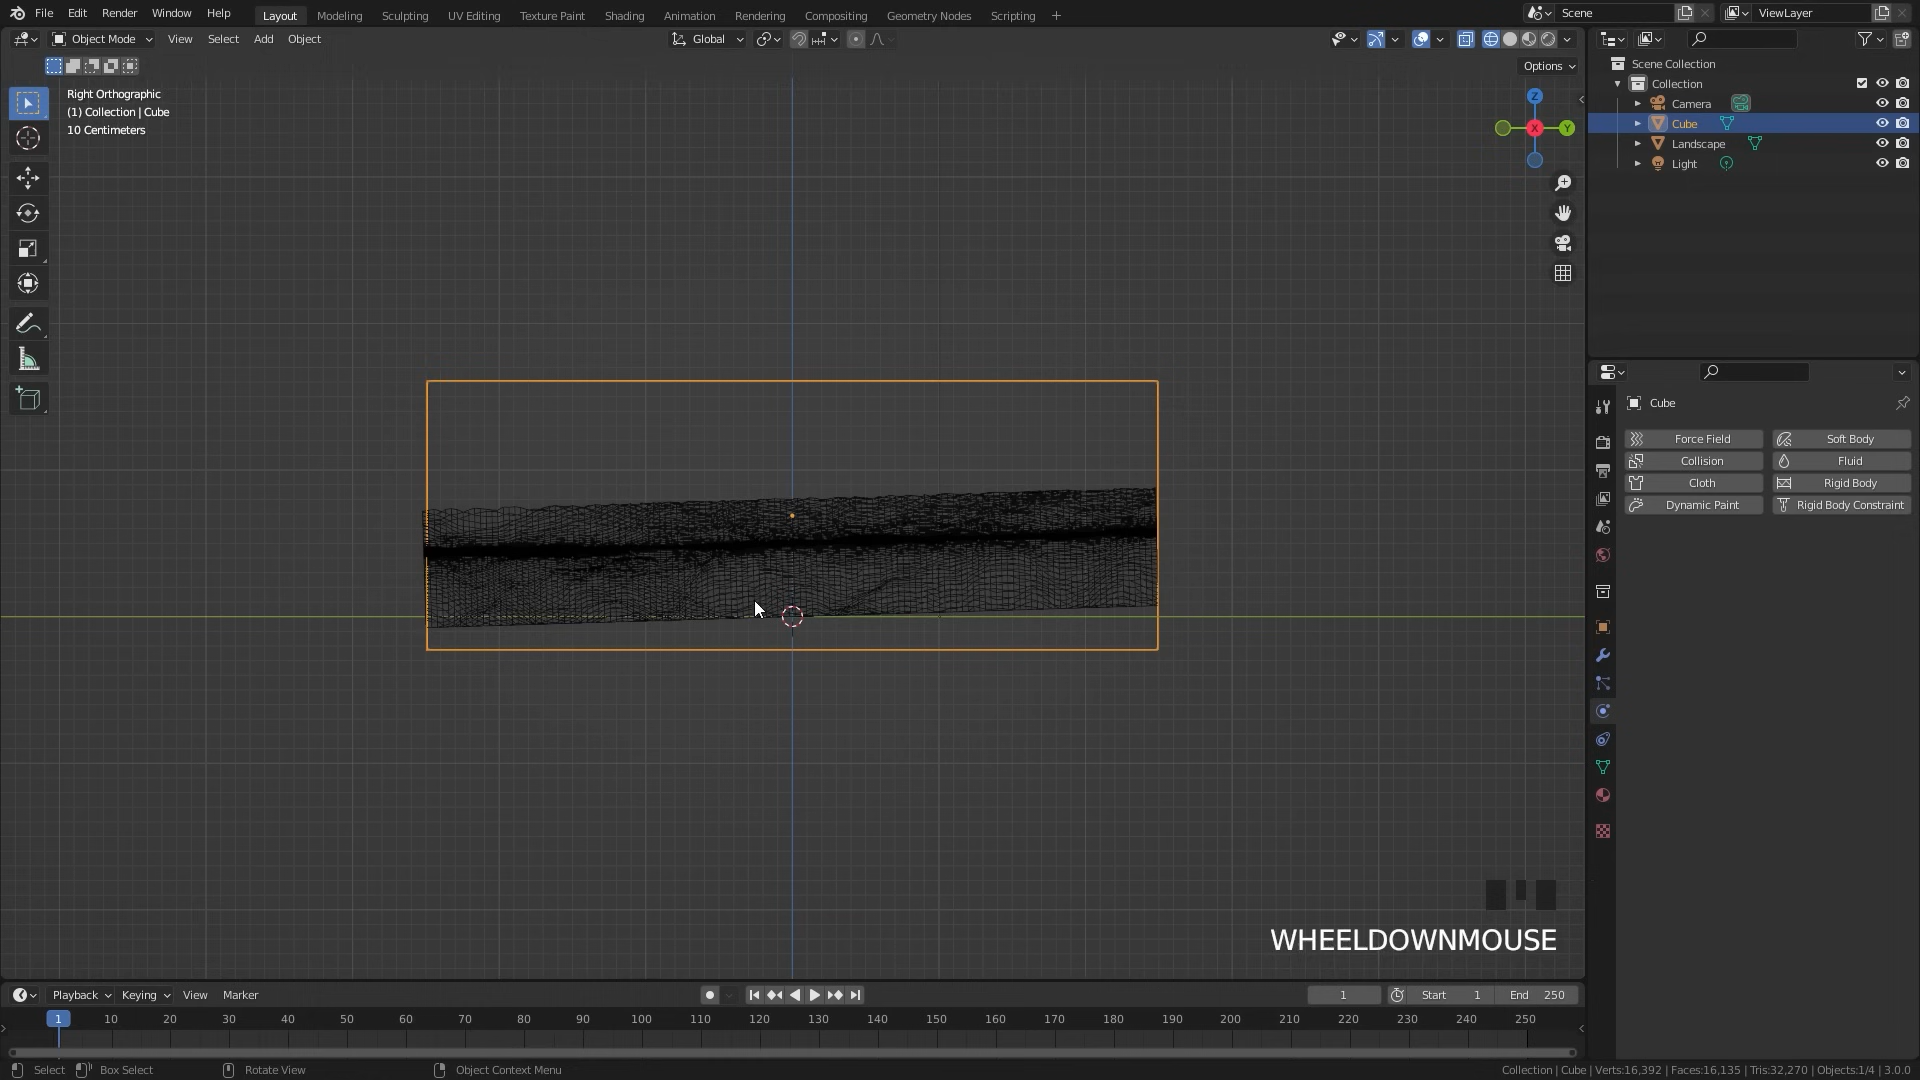 File Edit Render Window Help Layout Modeling Sculpting UV Editing Texture Paint Shading Animation Rendering Compositing Geometry Nodes Scripting + Scene ViewLayer
Object Mode View Select Add Object Global
Options
Right Orthographic
(1) Collection | Cube
10 Centimeters
Z
X
Y
Scene Collection
Collection
Camera
Cube
Landscape
Light
Cube
Force Field Soft Body
Collision Fluid
Cloth Rigid Body
Dynamic Paint Rigid Body Constraint
WHEELDOWNMOUSE
Playback Keying View Marker 1 Start 1 End 250
1 10 20 30 40 50 60 70 80 90 100 110 120 130 140 150 160 170 180 190 200 210 220 230 240 250
Select Box Select Rotate View Object Context Menu Collection | Cube | Verts:16,392 | Faces:16,135 | Tris:32,270 | Objects:1/4 | 3.0.0